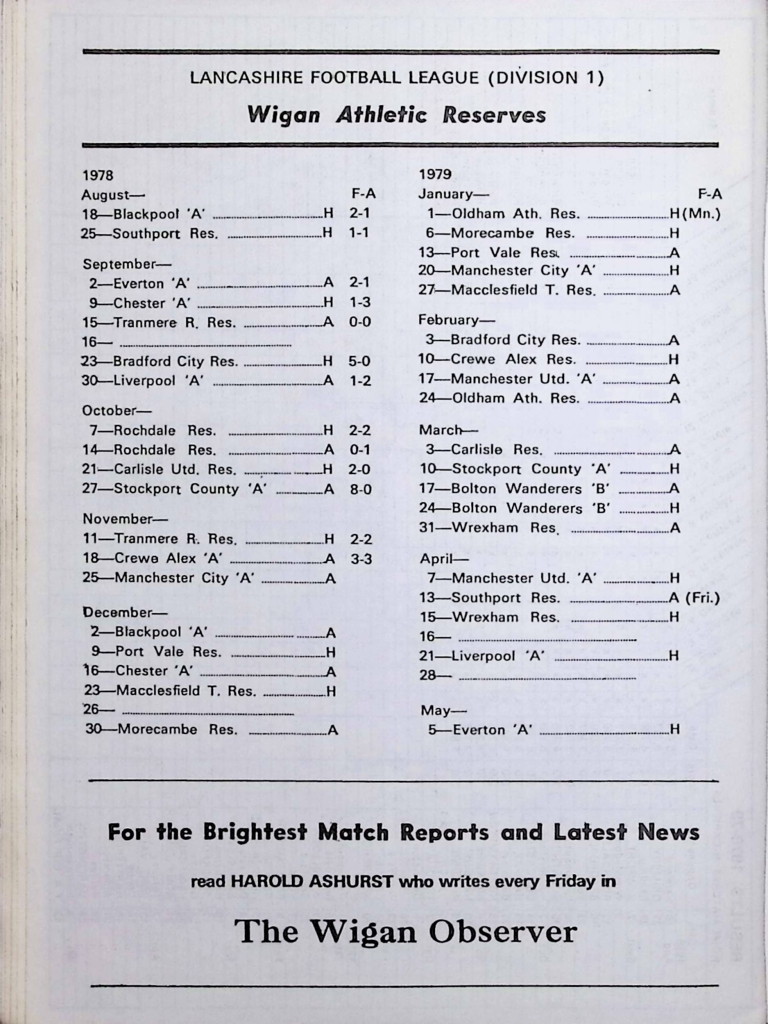 LANCASHIRE FOOTBALL LEAGUE (DIVISION 1)
Wigan Athletic Reserves
1978
August— F-A
18—Blackpool 'A' ........................H 2-1
25—Southport Res. ........................H 1-1
September—
2—Everton 'A' ........................A 2-1
9—Chester 'A' ........................H 1-3
15—Tranmere R. Res. ........................A 0-0
16— ........................
23—Bradford City Res. ........................H 5-0
30—Liverpool 'A' ........................A 1-2
October—
7—Rochdale Res. ........................H 2-2
14—Rochdale Res. ........................A 0-1
21—Carlisle Utd. Res. ........................H 2-0
27—Stockport County 'A' ........................A 8-0
November—
11—Tranmere R. Res. ........................H 2-2
18—Crewe Alex 'A' ........................A 3-3
25—Manchester City 'A' ........................A
December—
2—Blackpool 'A' ........................A
9—Port Vale Res. ........................H
16—Chester 'A' ........................A
23—Macclesfield T. Res. ........................H
26— ........................
30—Morecambe Res. ........................A
1979
January— F-A
1—Oldham Ath. Res. ........................H (Mn.)
6—Morecambe Res. ........................H
13—Port Vale Res. ........................A
20—Manchester City 'A' ........................H
27—Macclesfield T. Res. ........................A
February—
3—Bradford City Res. ........................A
10—Crewe Alex Res. ........................H
17—Manchester Utd. 'A' ........................A
24—Oldham Ath. Res. ........................A
March—
3—Carlisle Res. ........................A
10—Stockport County 'A' ........................H
17—Bolton Wanderers 'B' ........................A
24—Bolton Wanderers 'B' ........................H
31—Wrexham Res. ........................A
April—
7—Manchester Utd. 'A' ........................H
13—Southport Res. ........................A (Fri.)
15—Wrexham Res. ........................H
16— ........................
21—Liverpool 'A' ........................H
28— ........................
May—
5—Everton 'A' ........................H
For the Brightest Match Reports and Latest News
read HAROLD ASHURST who writes every Friday in
The Wigan Observer